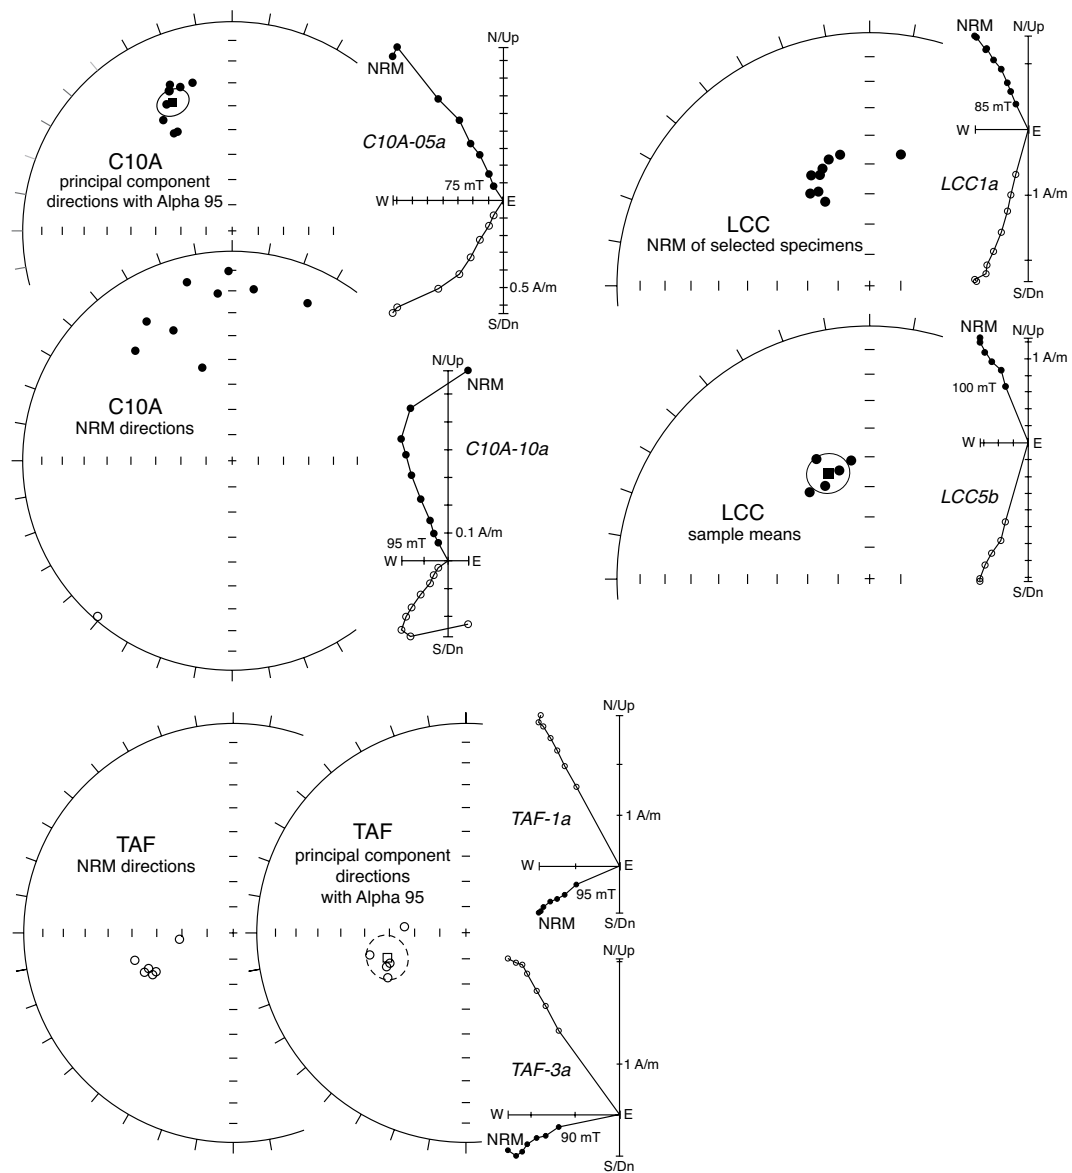 C10A
principal component
directions with Alpha 95
N/Up
NRM
C10A-05a
75 mT
W
E
0.5 A/m
S/Dn
C10A
NRM directions
N/Up
NRM
C10A-10a
0.1 A/m
95 mT
W
E
S/Dn
LCC
NRM of selected specimens
N/Up
NRM
85 mT
W
E
LCC1a
1 A/m
S/Dn
LCC
sample means
NRM
N/Up
1 A/m
100 mT
W
E
LCC5b
S/Dn
TAF
NRM directions
TAF
principal component
directions
with Alpha 95
N/Up
TAF-1a
1 A/m
W
E
95 mT
NRM
S/Dn
N/Up
TAF-3a
1 A/m
W
E
90 mT
NRM
S/Dn